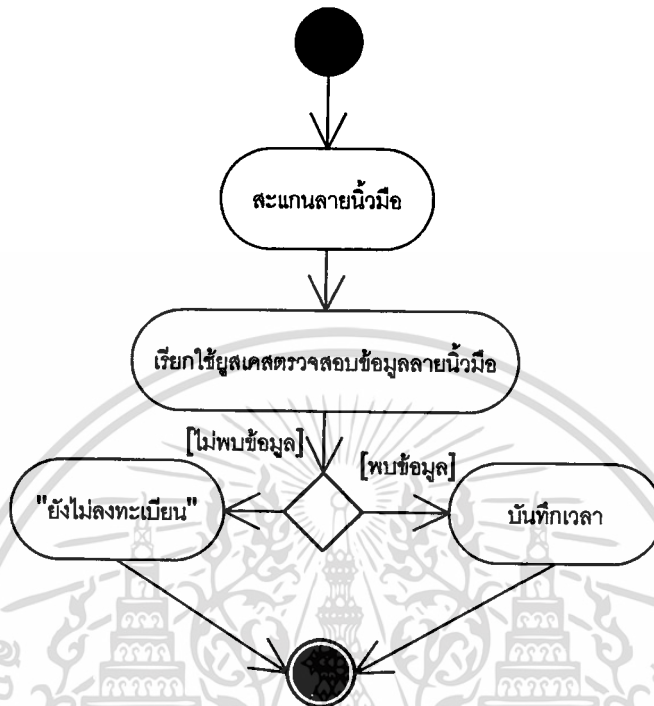 สะแกนลายนิ้วมือ
เรียกใช้ยูสเคสตรวจสอบข้อมูลลายนิ้วมือ
[ไม่พบข้อมูล]
[พบข้อมูล]
"ยังไม่ลงทะเบียน"
บันทึกเวลา